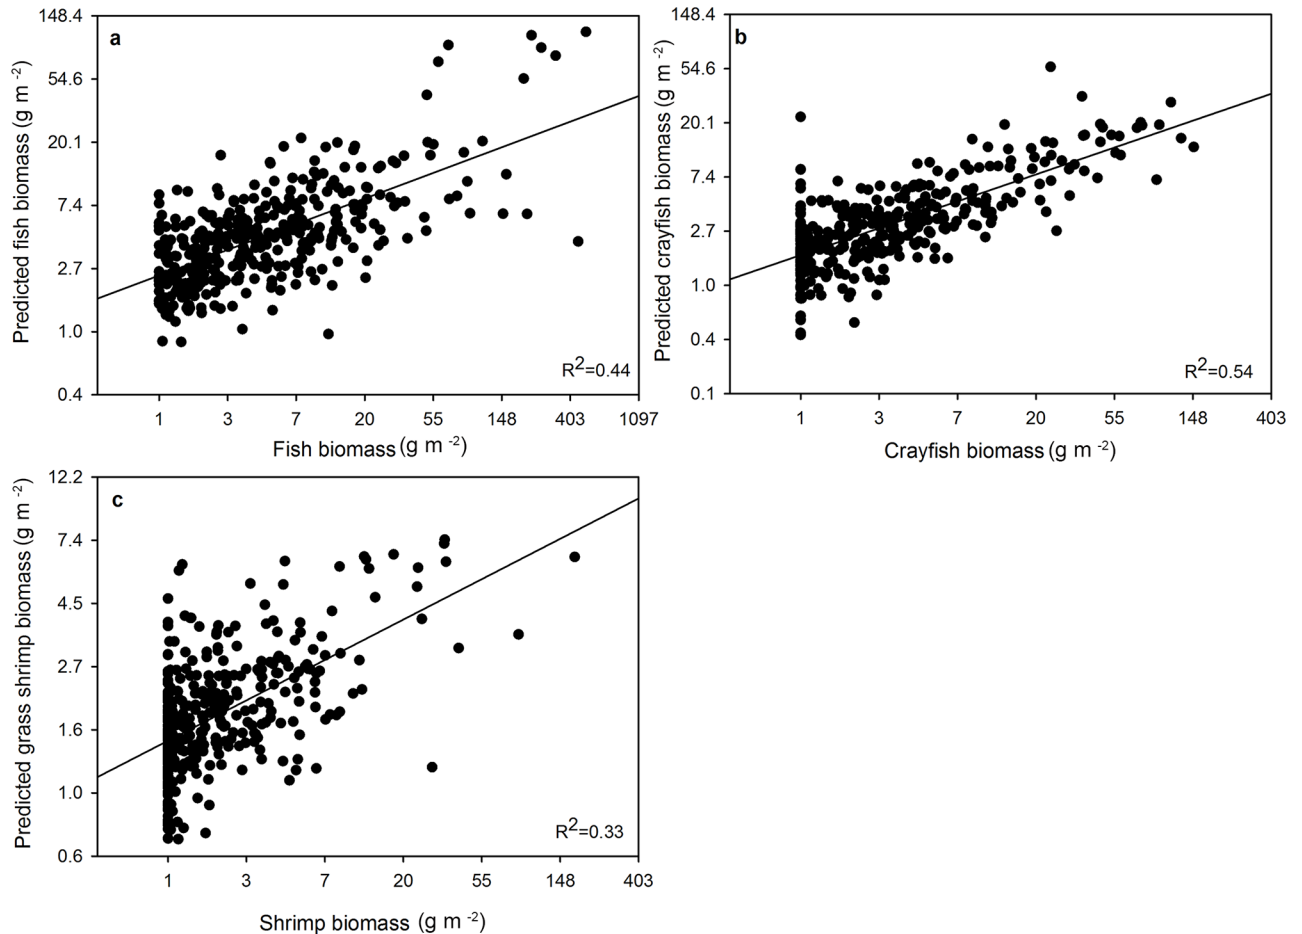 a
Predicted fish biomass (g m -2)
148.4
54.6
20.1
7.4
2.7
1.0
0.4
R2=0.44
1 3 7 20 55 148 403 1097
Fish biomass (g m -2)
b
Predicted crayfish biomass (g m -2)
148.4
54.6
20.1
7.4
2.7
1.0
0.4
0.1
R2=0.54
1 3 7 20 55 148 403
Crayfish biomass (g m -2)
c
Predicted grass shrimp biomass (g m -2)
12.2
7.4
4.5
2.7
1.6
1.0
0.6
R2=0.33
1 3 7 20 55 148 403
Shrimp biomass (g m -2)